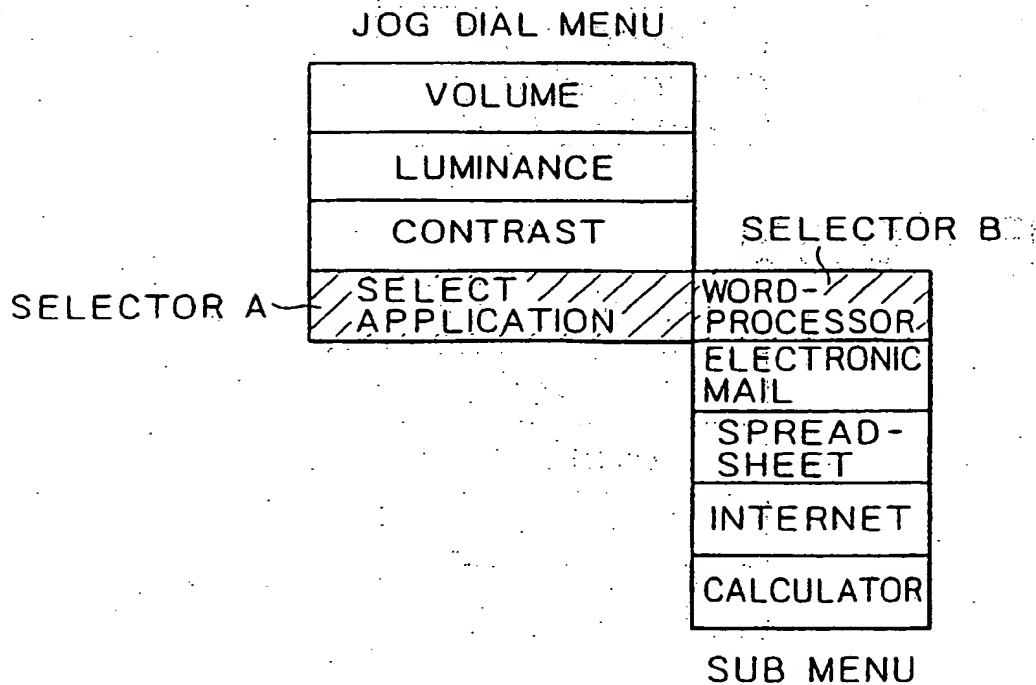 JOG DIAL MENU
VOLUME
LUMINANCE
CONTRAST
SELECTOR B
SELECTOR A
SELECT
APPLICATION
WORD-
PROCESSOR
ELECTRONIC
MAIL
SPREAD-
SHEET
INTERNET
CALCULATOR
SUB MENU